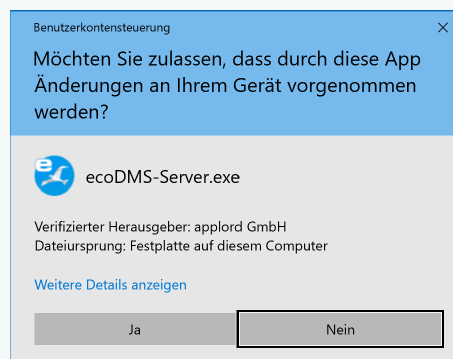 Benutzerkontensteuerung
Möchten Sie zulassen, dass durch diese App
Änderungen an Ihrem Gerät vorgenommen
werden?
e
ecoDMS-Server.exe
Verifizierter Herausgeber: applord GmbH
Dateiursprung: Festplatte auf diesem Computer
Weitere Details anzeigen
Ja
Nein